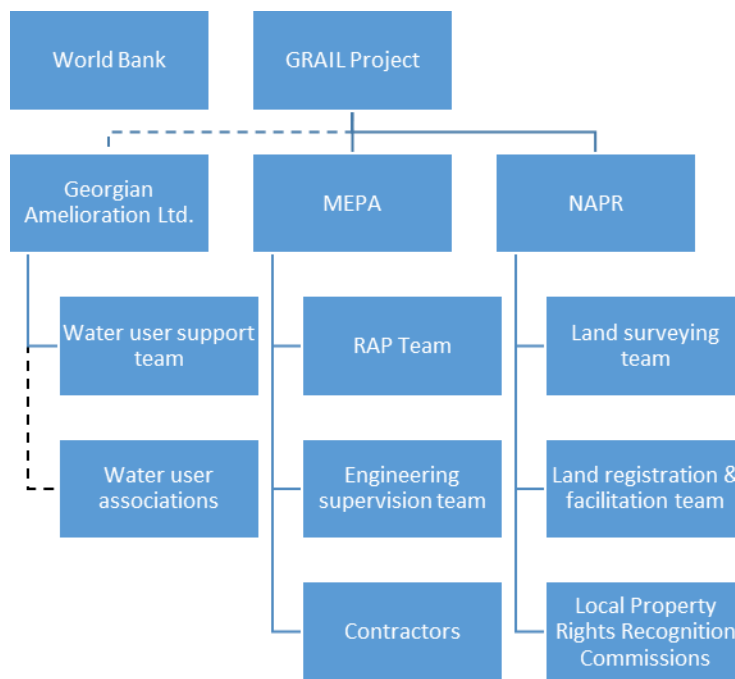 World Bank
GRAIL Project
Georgian
Amelioration Ltd.
MEPA
NAPR
Water user support
team
RAP Team
Land surveying
team
Water user
associations
Engineering
supervision team
Land registration &
facilitation team
Contractors
Local Property
Rights Recognition
Commissions